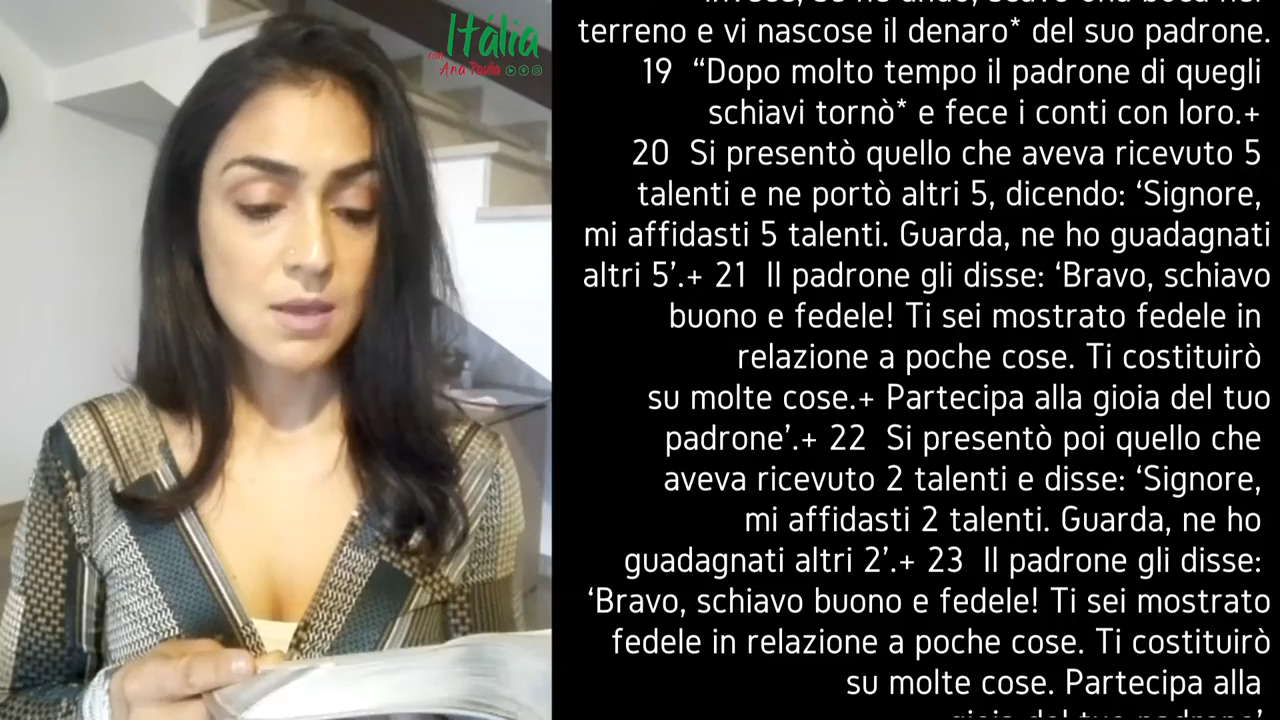 Itália
com
Ana Paula
terreno e vi nascose il denaro* del suo padrone.
19 “Dopo molto tempo il padrone di quegli
schiavi tornò* e fece i conti con loro.+
20 Si presentò quello che aveva ricevuto 5
talenti e ne portò altri 5, dicendo: ‘Signore,
mi affidasti 5 talenti. Guarda, ne ho guadagnati
altri 5’.+ 21 Il padrone gli disse: ‘Bravo, schiavo
buono e fedele! Ti sei mostrato fedele in
relazione a poche cose. Ti costituirò
su molte cose.+ Partecipa alla gioia del tuo
padrone’.+ 22 Si presentò poi quello che
aveva ricevuto 2 talenti e disse: ‘Signore,
mi affidasti 2 talenti. Guarda, ne ho
guadagnati altri 2’.+ 23 Il padrone gli disse:
‘Bravo, schiavo buono e fedele! Ti sei mostrato
fedele in relazione a poche cose. Ti costituirò
su molte cose. Partecipa alla